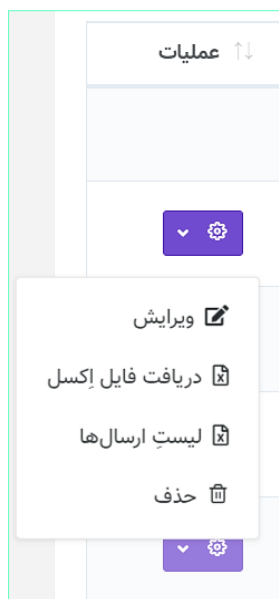 عملیات
ویرایش
دریافت فایل اِکسل
لیستِ ارسال‌ها
حذف